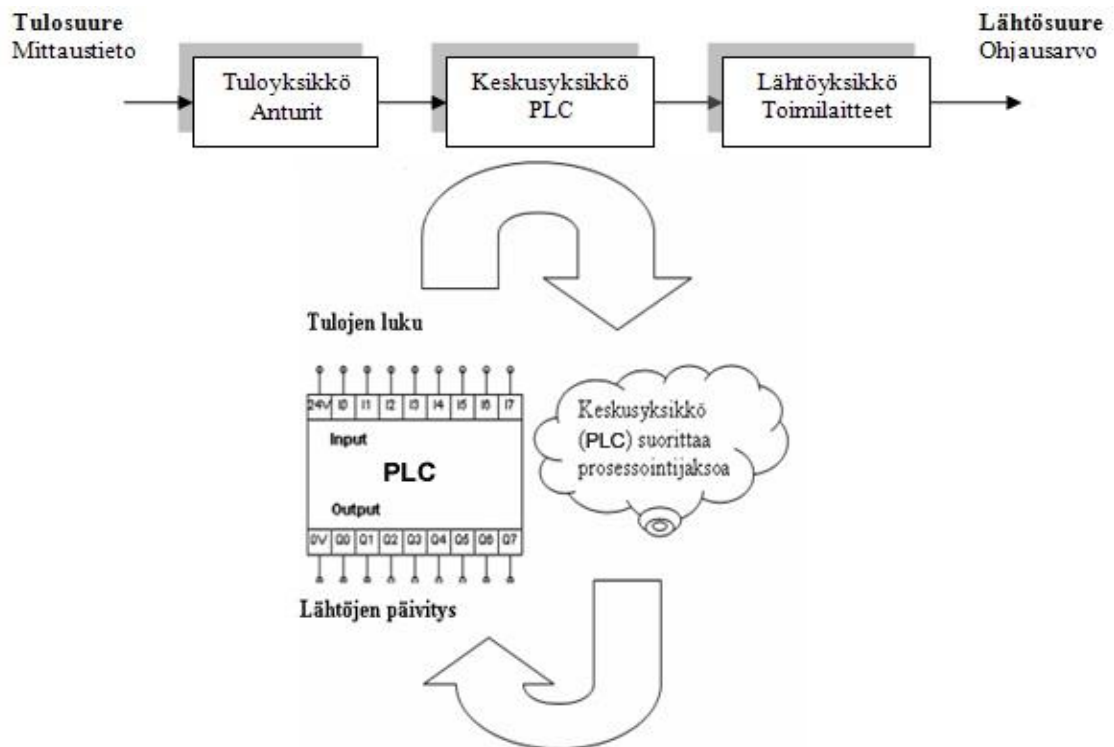 Tulosuure
Mittaustieto
Lähtösuure
Ohjausarvo
Tuloyksikkö
Anturit
Keskusyksikkö
PLC
Lähtöyksikkö
Toimilaitteet
Tulojen luku
24V I0 I1 I2 I3 I4 I5 I6 I7
Input
PLC
Output
0V Q0 Q1 Q2 Q3 Q4 Q5 Q6 Q7
Keskusyksikkö
(PLC) suorittaa
prosessointijaksoa
Lähtöjen päivitys